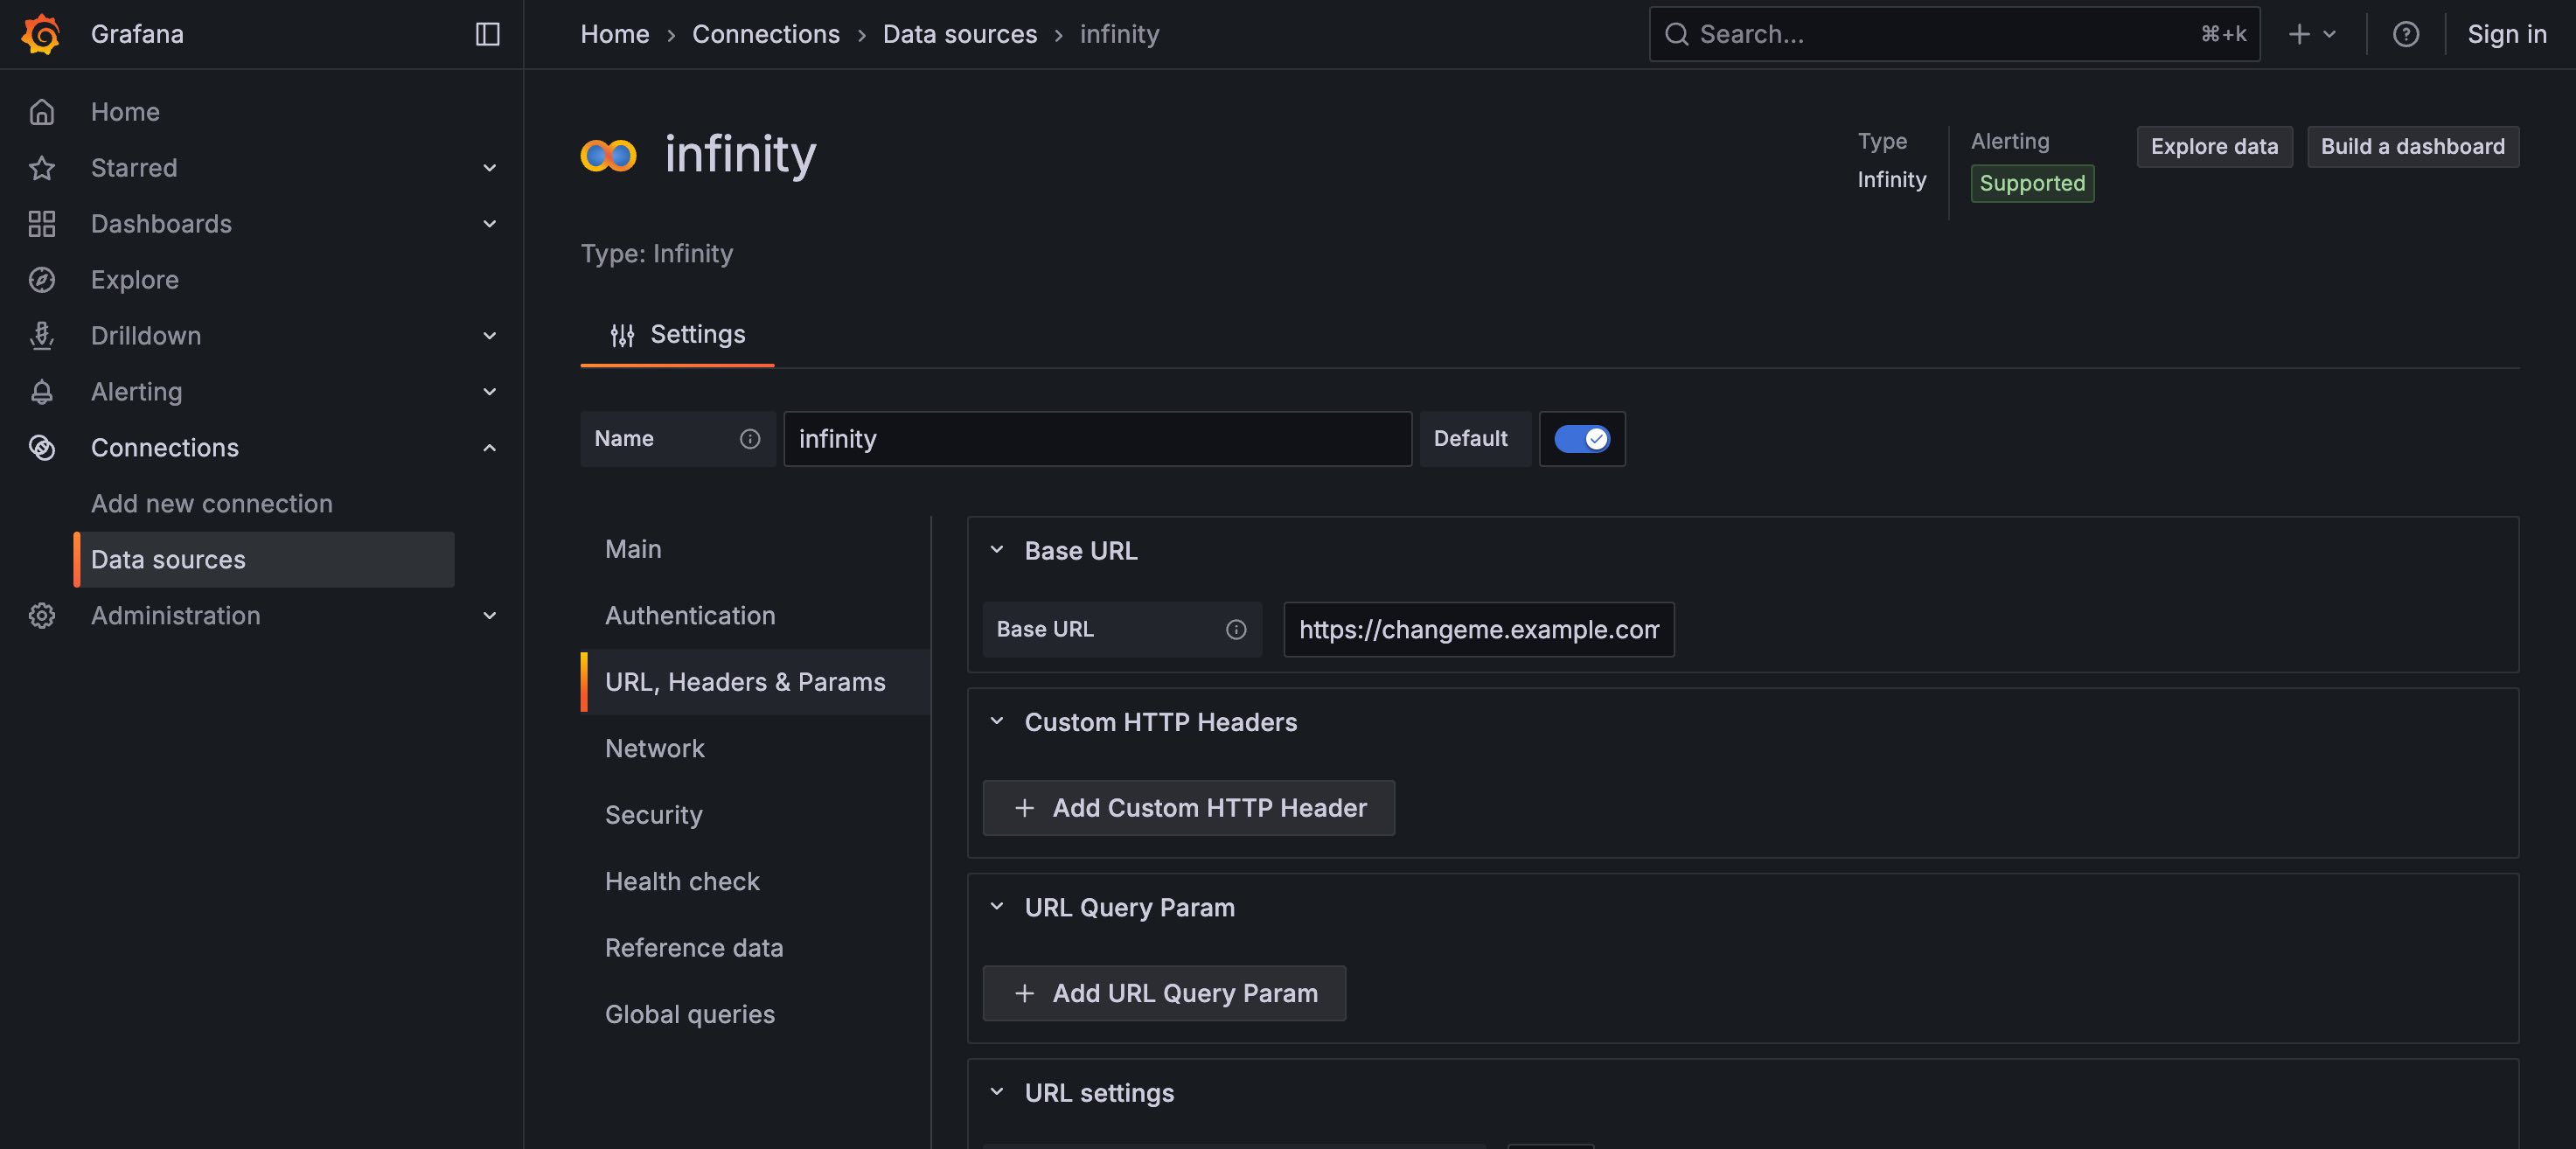 Grafana
Home › Connections › Data sources › infinity
Search...
⌘+k
Sign in
Home
Starred
Dashboards
Explore
Drilldown
Alerting
Connections
Add new connection
Data sources
Administration
infinity
Type
Infinity
Alerting
Supported
Explore data
Build a dashboard
Type: Infinity
Settings
Name
infinity
Default
Main
Authentication
URL, Headers & Params
Network
Security
Health check
Reference data
Global queries
Base URL
Base URL
https://changeme.example.com
Custom HTTP Headers
Add Custom HTTP Header
URL Query Param
Add URL Query Param
URL settings